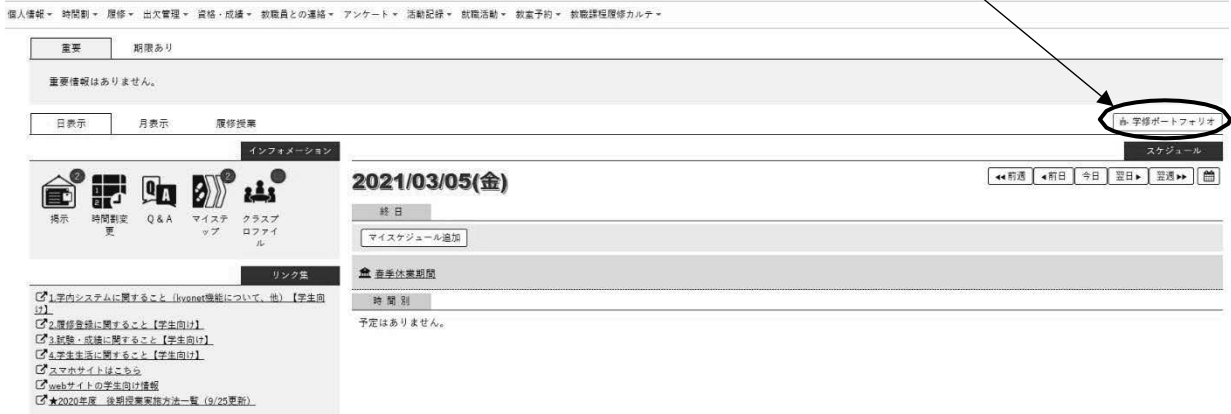 個人情報▾ 時間割▾ 履修▾ 出欠管理▾ 資格・成績▾ 教職員との連絡▾ アンケート▾ 活動記録▾ 就職活動▾ 教室予約▾ 教職課程履修カルテ▾
重要 期限あり
重要情報はありません。
日表示 月表示 履修授業
学修ポートフォリオ
インフォメーション
スケジュール
2 2
掲示
時間割変
更
Q&A
マイステ
ップ
クラスプ
ロファイ
ル
2021/03/05(金)
◂◂前週 ◂前日 今日 翌日▸ 翌週▸▸
終日
マイスケジュール追加
春季休業期間
時間別
予定はありません。
リンク集
1.学内システムに関すること（kyonet機能について、他）【学生向
け】
2.履修登録に関すること【学生向け】
3.試験・成績に関すること【学生向け】
4.学生生活に関すること【学生向け】
スマホサイトはこちら
webサイトの学生向け情報
★2020年度 後期授業実施方法一覧（9/25更新）